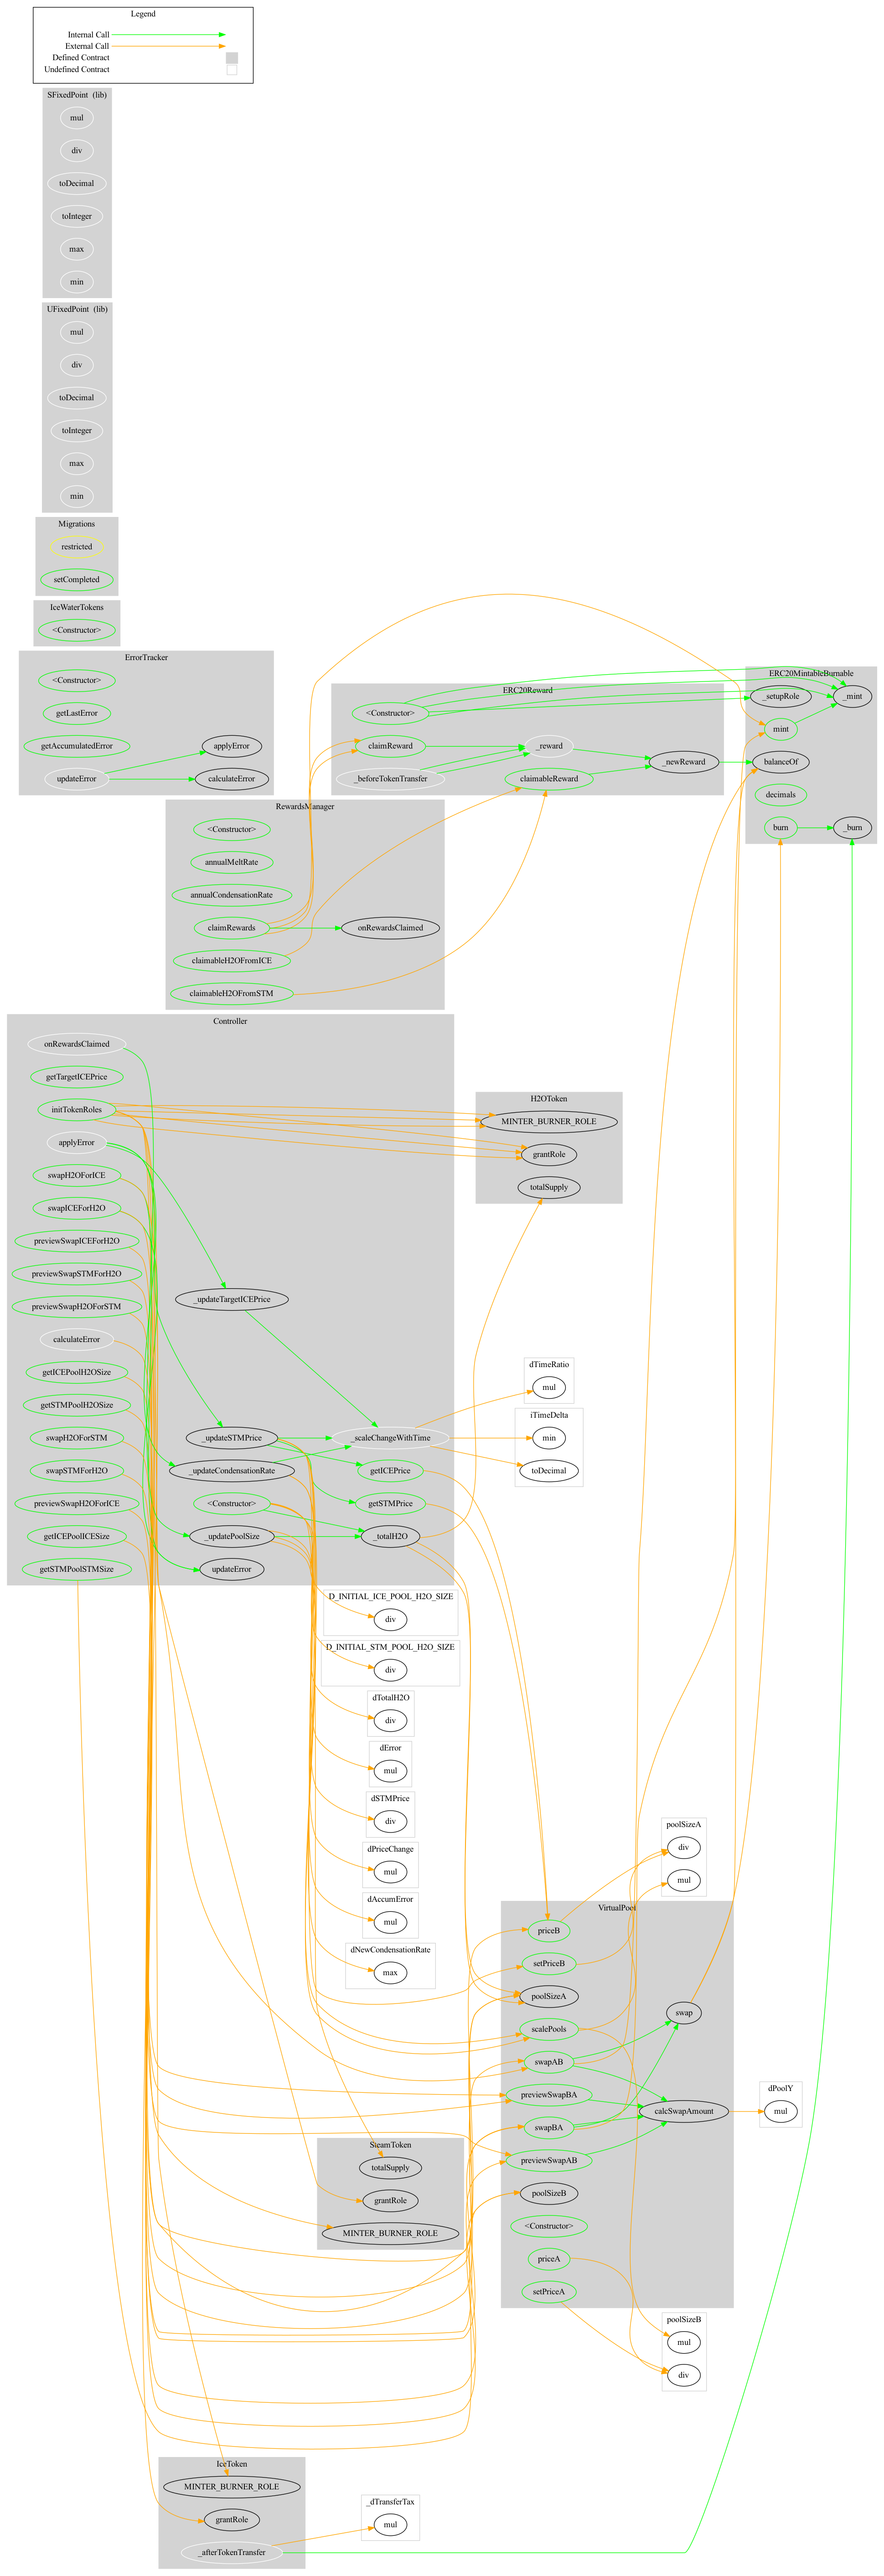 Legend
Internal Call
External Call
Defined Contract
Undefined Contract
SFixedPoint  (lib)
mul
div
toDecimal
toInteger
max
min
UFixedPoint  (lib)
mul
div
toDecimal
toInteger
max
min
Migrations
restricted
setCompleted
IceWaterTokens
<Constructor>
ErrorTracker
<Constructor>
getLastError
getAccumulatedError
updateError
applyError
calculateError
ERC20Reward
<Constructor>
claimReward
_beforeTokenTransfer
_reward
claimableReward
_newReward
ERC20MintableBurnable
_setupRole
_mint
mint
balanceOf
decimals
burn
_burn
RewardsManager
<Constructor>
annualMeltRate
annualCondensationRate
claimRewards
onRewardsClaimed
claimableH2OFromICE
claimableH2OFromSTM
Controller
onRewardsClaimed
getTargetICEPrice
initTokenRoles
applyError
swapH2OForICE
swapICEForH2O
previewSwapICEForH2O
previewSwapSTMForH2O
previewSwapH2OForSTM
calculateError
getICEPoolH2OSize
getSTMPoolH2OSize
swapH2OForSTM
swapSTMForH2O
previewSwapH2OForICE
getICEPoolICESize
getSTMPoolSTMSize
_updateTargetICEPrice
_updateSTMPrice
_updateCondensationRate
<Constructor>
_updatePoolSize
updateError
_scaleChangeWithTime
getICEPrice
getSTMPrice
_totalH2O
H2OToken
MINTER_BURNER_ROLE
grantRole
totalSupply
dTimeRatio
mul
iTimeDelta
min
toDecimal
D_INITIAL_ICE_POOL_H2O_SIZE
div
D_INITIAL_STM_POOL_H2O_SIZE
div
dTotalH2O
div
dError
mul
dSTMPrice
div
dPriceChange
mul
dAccumError
mul
dNewCondensationRate
max
poolSizeA
div
mul
VirtualPool
priceB
setPriceB
poolSizeA
scalePools
swapAB
previewSwapBA
swapBA
previewSwapAB
poolSizeB
<Constructor>
priceA
setPriceA
swap
calcSwapAmount
dPoolY
mul
SteamToken
totalSupply
grantRole
MINTER_BURNER_ROLE
poolSizeB
mul
div
IceToken
MINTER_BURNER_ROLE
grantRole
_afterTokenTransfer
_dTransferTax
mul